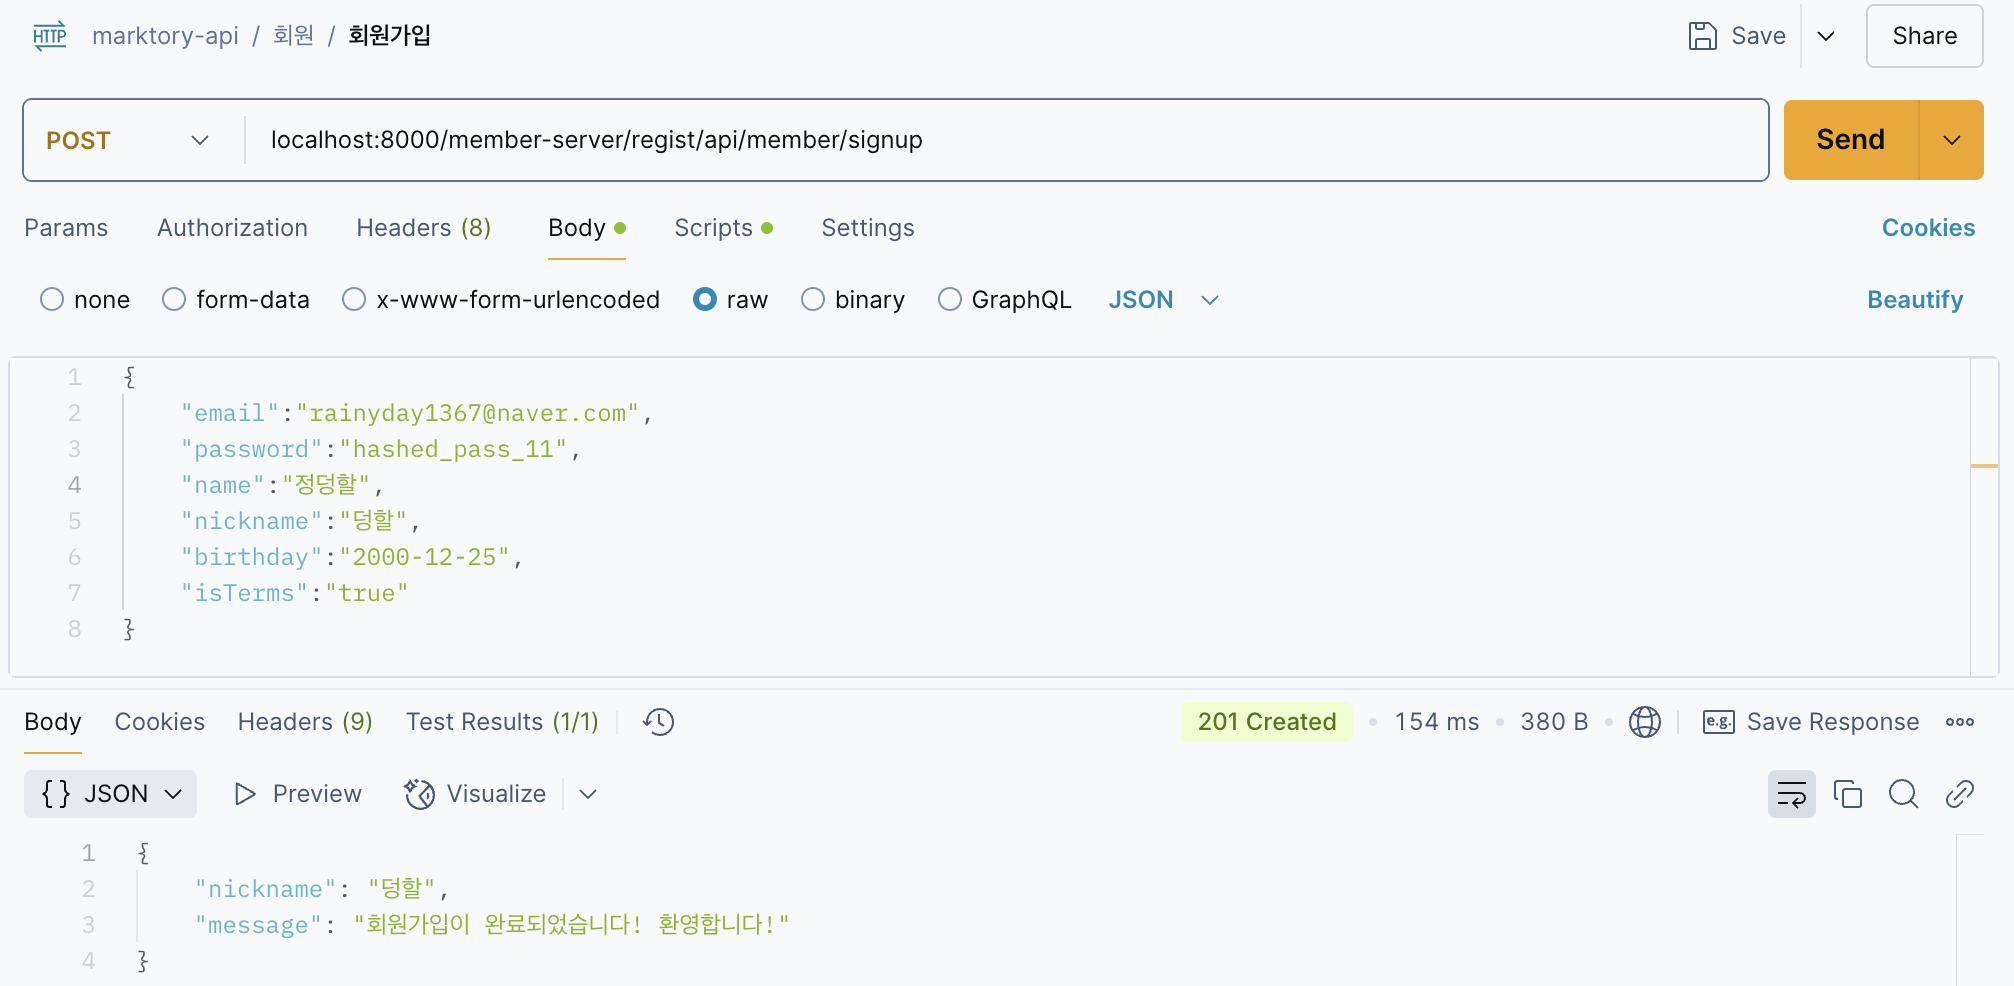 HTTP marktory-api / 회원 / 회원가입 Save Share
POST localhost:8000/member-server/regist/api/member/signup Send
Params Authorization Headers (8) Body Scripts Settings Cookies
none form-data x-www-form-urlencoded raw binary GraphQL JSON Beautify
1 {
2 "email":"rainyday1367@naver.com",
3 "password":"hashed_pass_11",
4 "name":"정덩할",
5 "nickname":"덩할",
6 "birthday":"2000-12-25",
7 "isTerms":"true"
8 }
Body Cookies Headers (9) Test Results (1/1) 201 Created 154 ms 380 B e.g. Save Response
{} JSON Preview Visualize
1 {
2 "nickname": "덩할",
3 "message": "회원가입이 완료되었습니다! 환영합니다!"
4 }